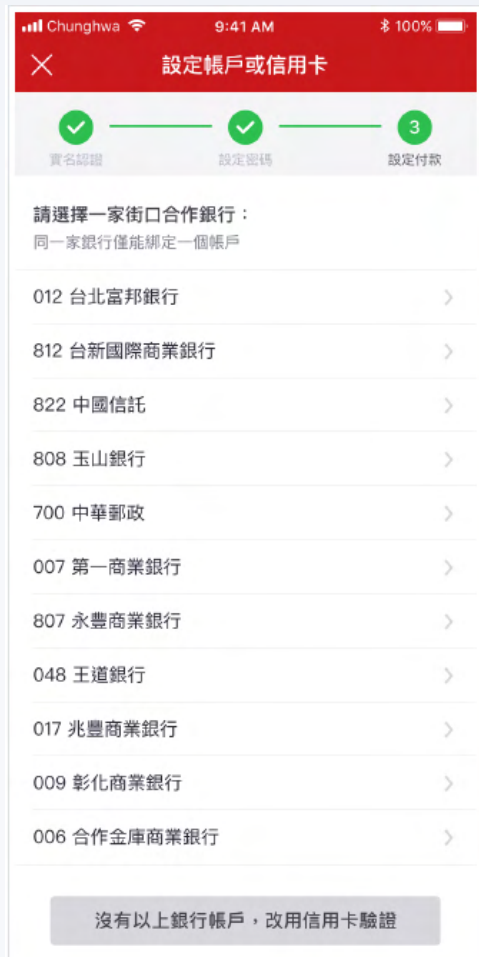 Chunghwa 9:41 AM 100%
設定帳戶或信用卡
3
實名認證 設定密碼 設定付款
請選擇一家街口合作銀行：
同一家銀行僅能綁定一個帳戶
012 台北富邦銀行
812 台新國際商業銀行
822 中國信託
808 玉山銀行
700 中華郵政
007 第一商業銀行
807 永豐商業銀行
048 王道銀行
017 兆豐商業銀行
009 彰化商業銀行
006 合作金庫商業銀行
沒有以上銀行帳戶，改用信用卡驗證